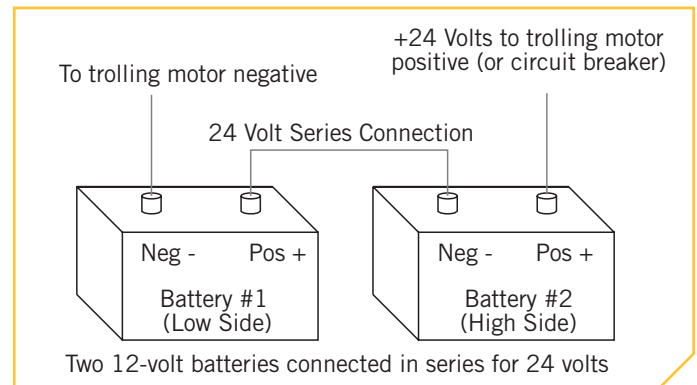 +24 Volts to trolling motor
positive (or circuit breaker)
To trolling motor negative
24 Volt Series Connection
Neg - Pos +
Battery #1
(Low Side)
Neg - Pos +
Battery #2
(High Side)
Two 12-volt batteries connected in series for 24 volts